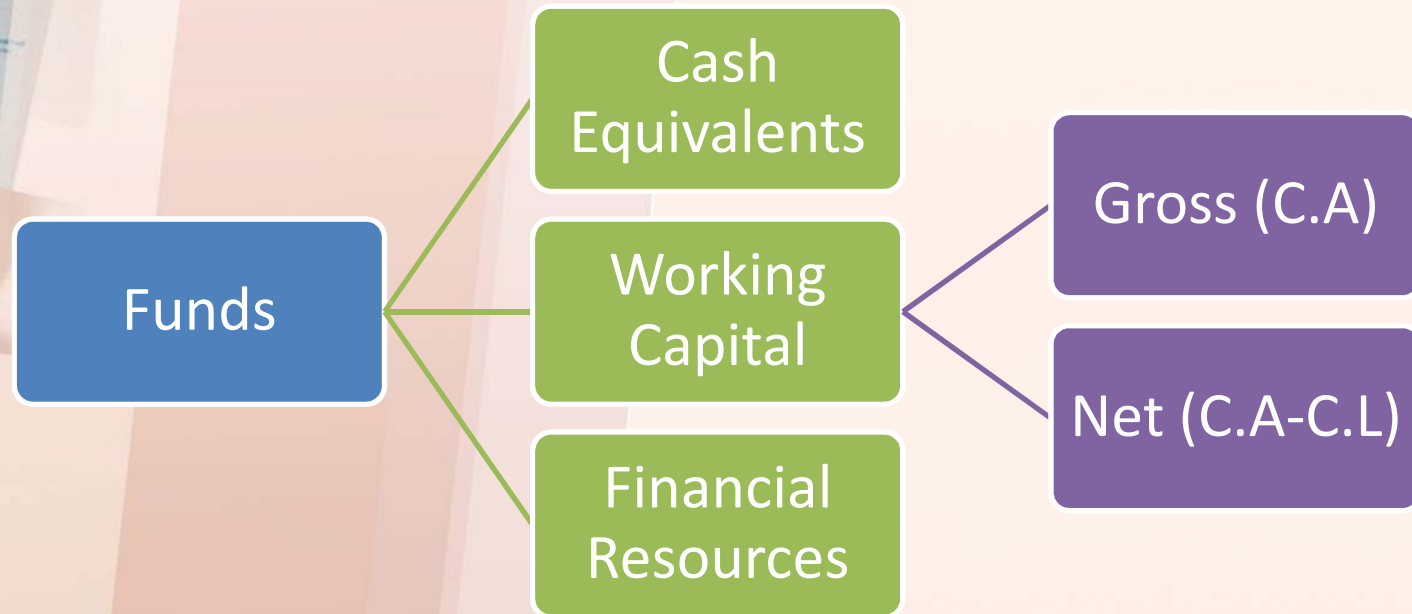 Funds
Cash
Equivalents
Working
Capital
Financial
Resources
Gross (C.A)
Net (C.A-C.L)